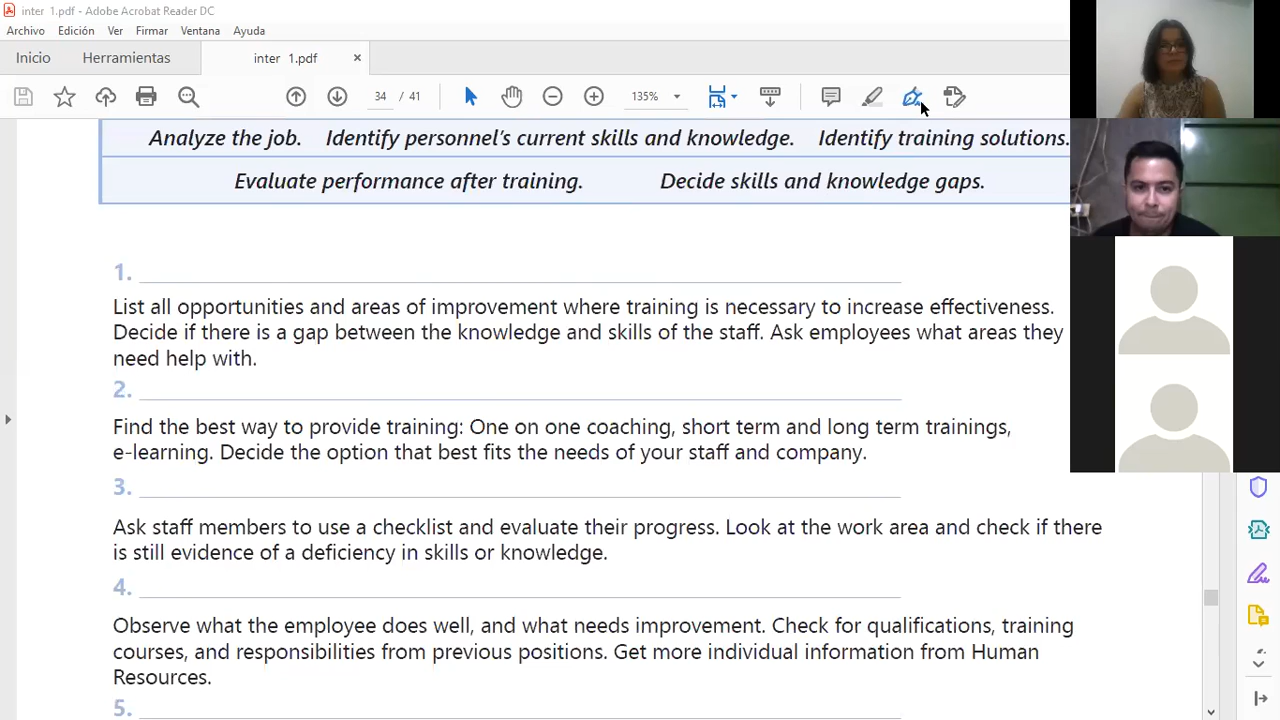 inter 1.pdf - Adobe Acrobat Reader DC
Archivo Edición Ver Firmar Ventana Ayuda
Inicio Herramientas inter 1.pdf ×
34 / 41 135%
Analyze the job. Identify personnel's current skills and knowledge. Identify training solutions.
Evaluate performance after training. Decide skills and knowledge gaps.
1.
List all opportunities and areas of improvement where training is necessary to increase effectiveness.
Decide if there is a gap between the knowledge and skills of the staff. Ask employees what areas they
need help with.
2.
Find the best way to provide training: One on one coaching, short term and long term trainings,
e-learning. Decide the option that best fits the needs of your staff and company.
3.
Ask staff members to use a checklist and evaluate their progress. Look at the work area and check if there
is still evidence of a deficiency in skills or knowledge.
4.
Observe what the employee does well, and what needs improvement. Check for qualifications, training
courses, and responsibilities from previous positions. Get more individual information from Human
Resources.
5.